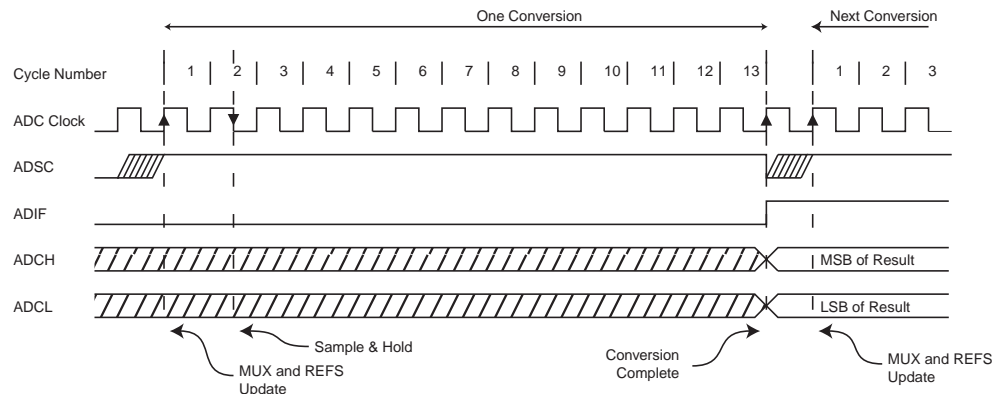 One Conversion
Next Conversion
Cycle Number 1 2 3 4 5 6 7 8 9 10 11 12 13 1 2 3
ADC Clock
ADSC
ADIF
ADCH MSB of Result
ADCL LSB of Result
Sample & Hold
MUX and REFS
Update
Conversion
Complete
MUX and REFS
Update